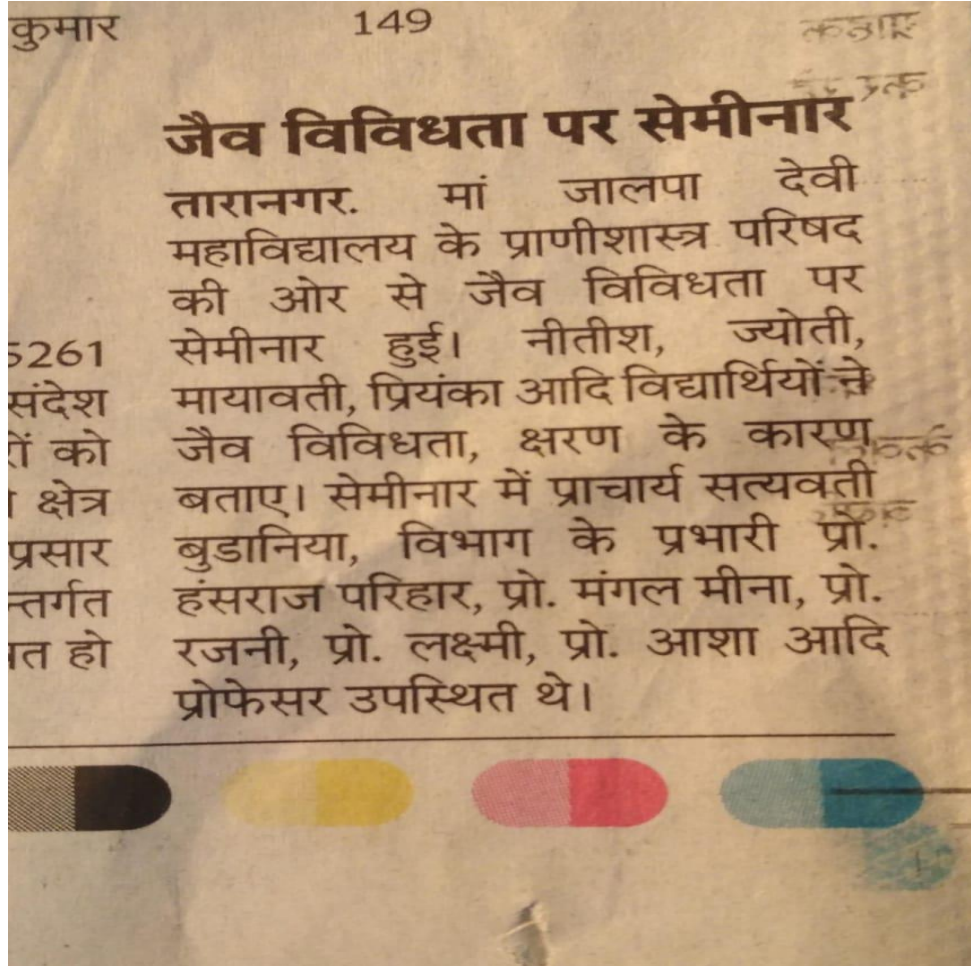 कुमार 149
जैव विविधता पर सेमीनार
तारानगर. मां जालपा देवी
महाविद्यालय के प्राणीशास्त्र परिषद
की ओर से जैव विविधता पर
सेमीनार हुई। नीतीश, ज्योती,
मायावती, प्रियंका आदि विद्यार्थियों ने
जैव विविधता, क्षरण के कारण
बताए। सेमीनार में प्राचार्य सत्यवती
बुडानिया, विभाग के प्रभारी प्रो.
हंसराज परिहार, प्रो. मंगल मीना, प्रो.
रजनी, प्रो. लक्ष्मी, प्रो. आशा आदि
प्रोफेसर उपस्थित थे।
5261
संदेश
ों को
क्षेत्र
प्रसार
न्तर्गत
ात हो